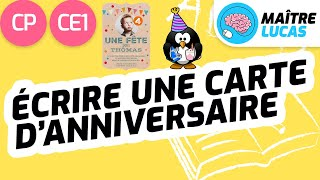 CP
CE1
MAÎTRE
LUCAS
4
UNE FÊTE
THOMAS
ÉCRIRE UNE CARTE
D'ANNIVERSAIRE